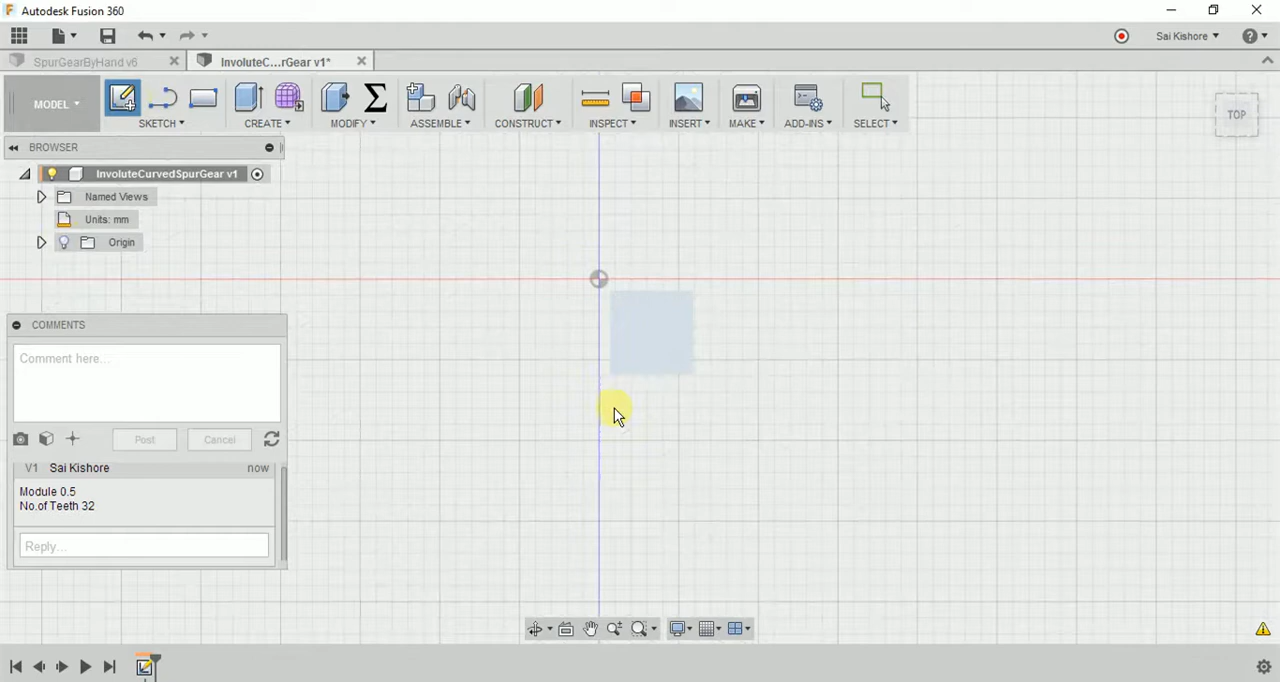 Autodesk Fusion 360
Sai Kishore
SpurGearByHand v6
InvoluteC...rGear v1*
MODEL
SKETCH
CREATE
MODIFY
ASSEMBLE
CONSTRUCT
INSPECT
INSERT
MAKE
ADD-INS
SELECT
TOP
BROWSER
InvoluteCurvedSpurGear v1
Named Views
Units: mm
Origin
COMMENTS
Comment here...
Post
Cancel
V1 Sai Kishore now
Module 0.5
No.of Teeth 32
Reply...